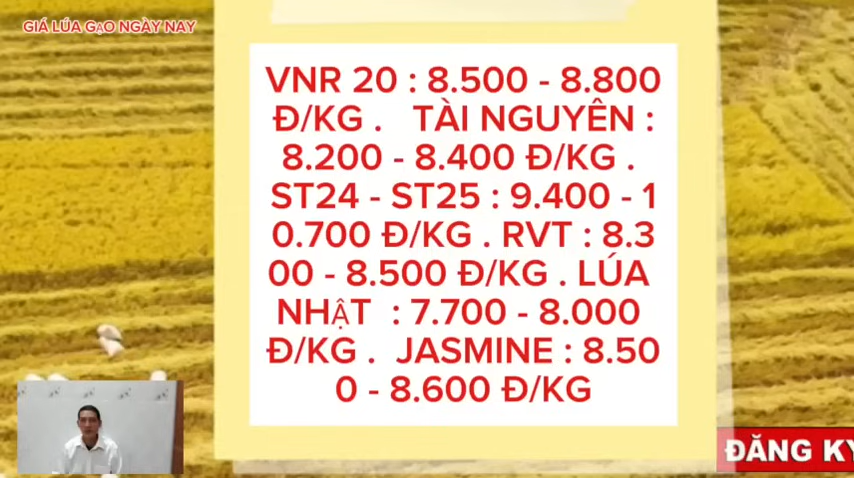 GIÁ LÚA GẠO NGÀY NAY
VNR 20 : 8.500 - 8.800
Đ/KG . TÀI NGUYÊN :
8.200 - 8.400 Đ/KG .
ST24 - ST25 : 9.400 - 1
0.700 Đ/KG . RVT : 8.3
00 - 8.500 Đ/KG . LÚA
NHẬT : 7.700 - 8.000
Đ/KG . JASMINE : 8.50
0 - 8.600 Đ/KG
ĐĂNG KÝ